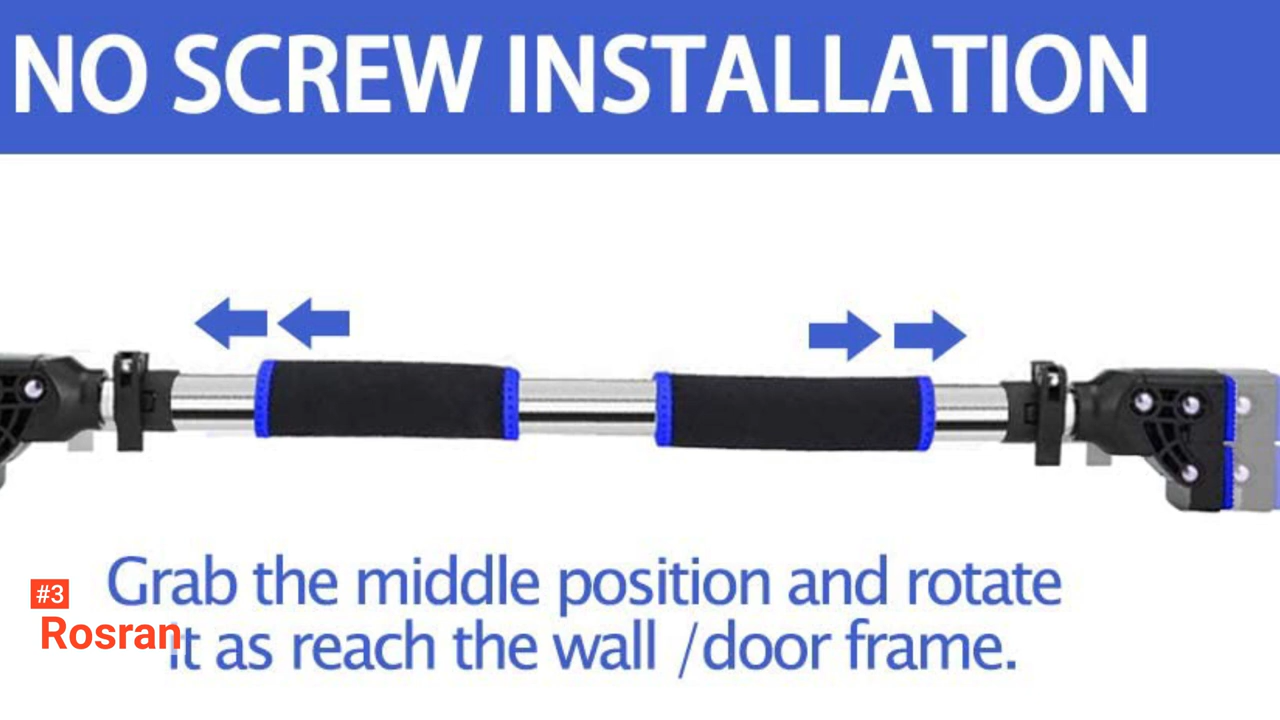 NO SCREW INSTALLATION
Grab the middle position and rotate
it as reach the wall /door frame.
#3
Rosran